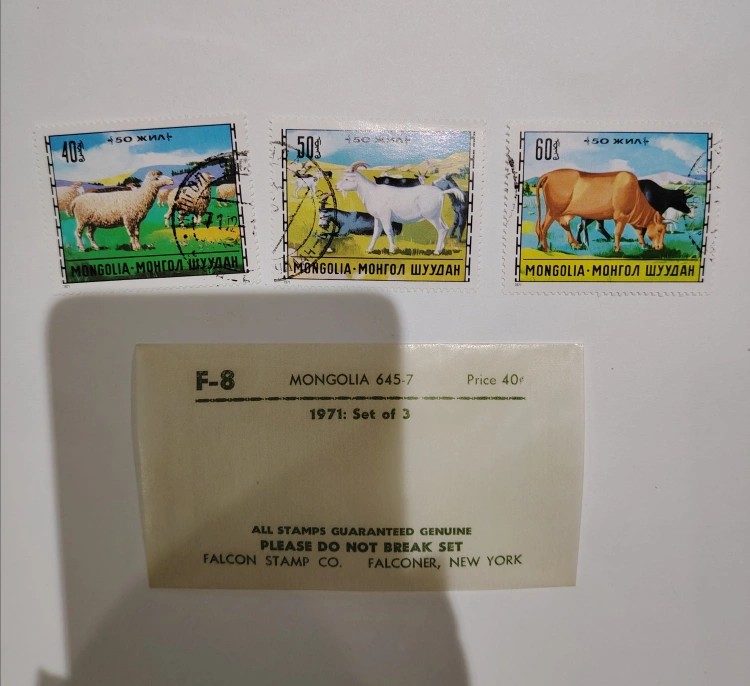 40₮
50 ЖИЛ
MONGOLIA - МОНГОЛ ШУУДАН
50₮
50 ЖИЛ
MONGOLIA - МОНГОЛ ШУУДАН
60₮
50 ЖИЛ
MONGOLIA - МОНГОЛ ШУУДАН
F-8 MONGOLIA 645-7 Price 40¢
1971: Set of 3
ALL STAMPS GUARANTEED GENUINE
PLEASE DO NOT BREAK SET
FALCON STAMP CO. FALCONER, NEW YORK